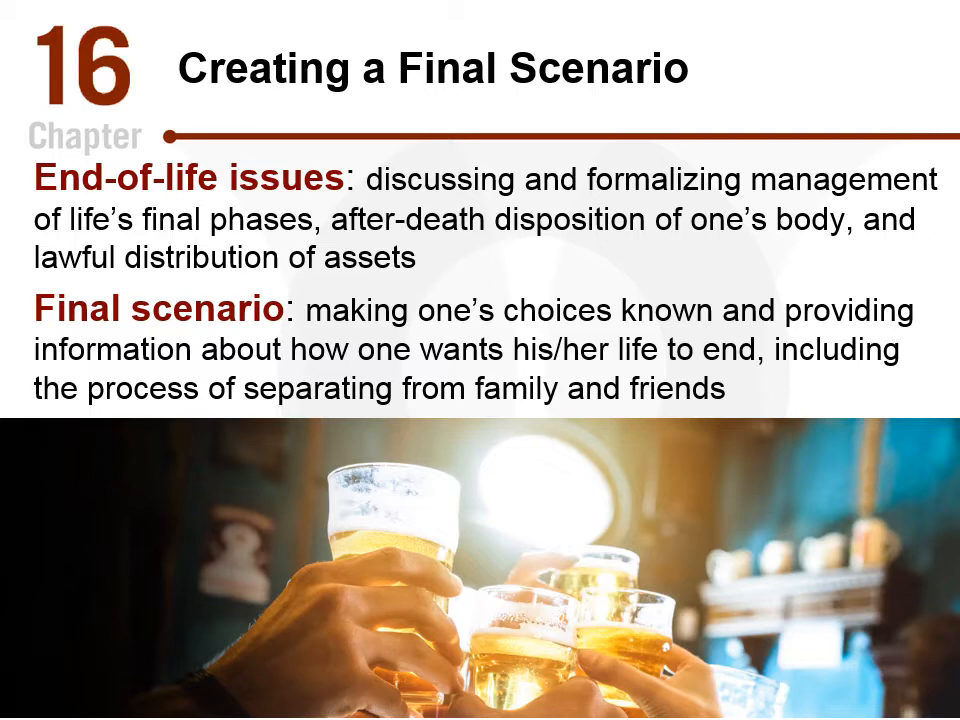 16
Chapter
Creating a Final Scenario
End-of-life issues: discussing and formalizing management
of life’s final phases, after-death disposition of one’s body, and
lawful distribution of assets
Final scenario: making one’s choices known and providing
information about how one wants his/her life to end, including
the process of separating from family and friends